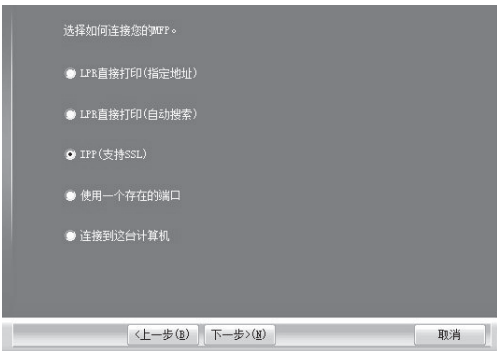 选择如何连接您的MFP。
LPR直接打印(指定地址)
LPR直接打印(自动搜索)
IPP(支持SSL)
使用一个存在的端口
连接到这台计算机
<上一步(B) 下一步>(N) 取消